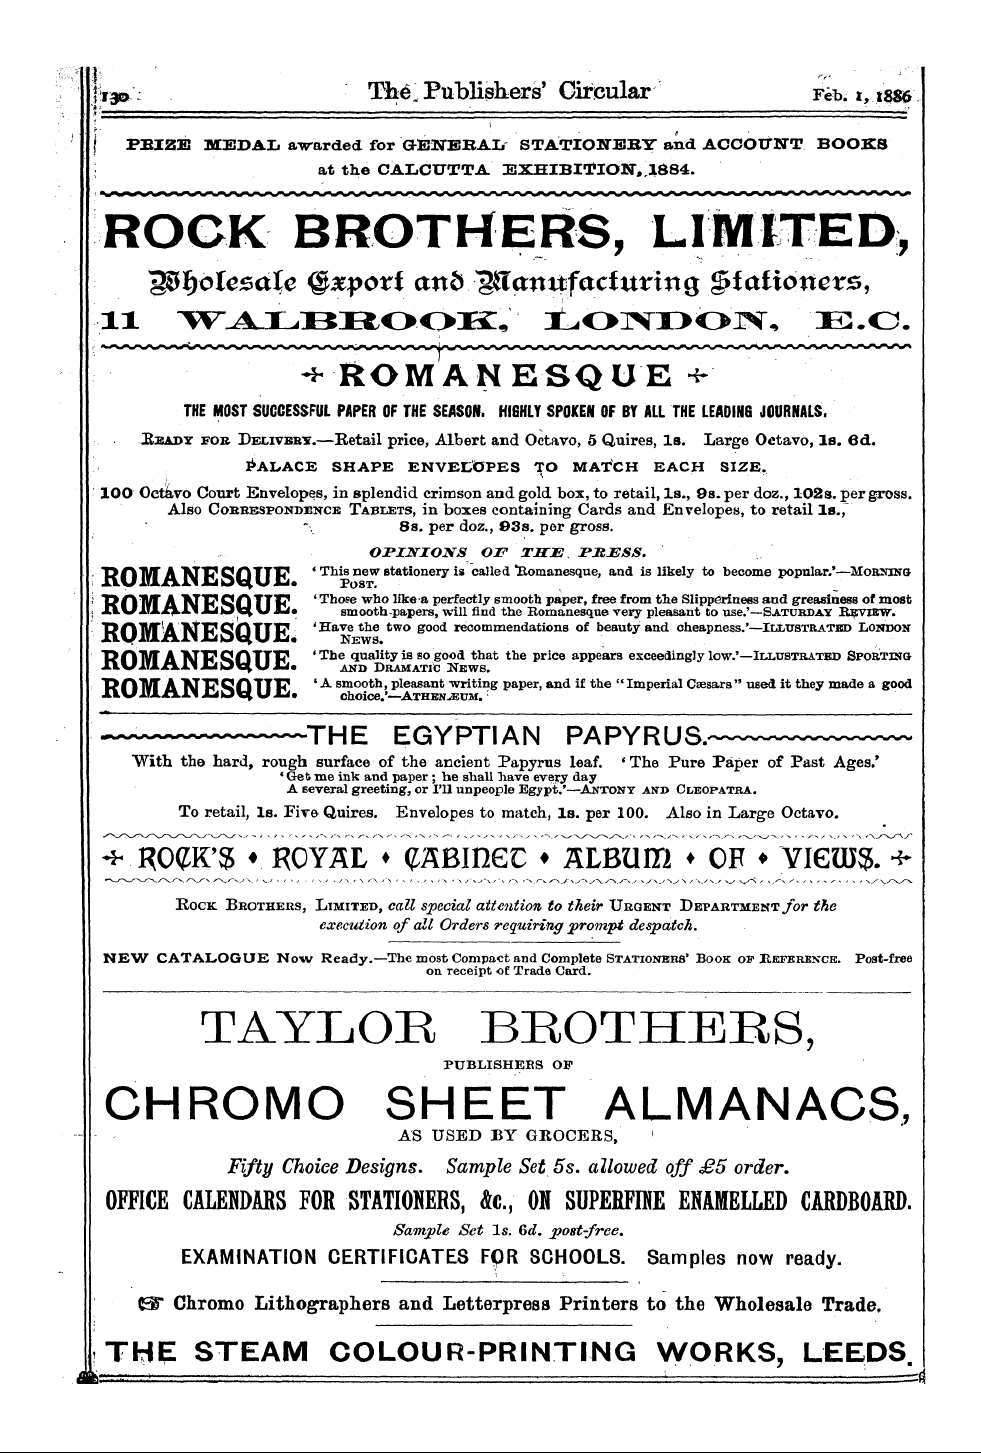 130 The Publishers' Circular Feb. 1, 1886
PRIZE MEDAL awarded for GENERAL STATIONERY and ACCOUNT BOOKS
at the CALCUTTA EXHIBITION, 1884.
ROCK BROTHERS, LIMITED,
Wholesale Export and Manufacturing Stationers,
11 WALBROOK, LONDON, E.C.
ROMANESQUE
THE MOST SUCCESSFUL PAPER OF THE SEASON. HIGHLY SPOKEN OF BY ALL THE LEADING JOURNALS.
READY FOR DELIVERY.—Retail price, Albert and Octavo, 5 Quires, 1s. Large Octavo, 1s. 6d.
PALACE SHAPE ENVELOPES TO MATCH EACH SIZE.
100 Octavo Court Envelopes, in splendid crimson and gold box, to retail, 1s., 9s. per doz., 102s. per gross.
Also CORRESPONDENCE TABLETS, in boxes containing Cards and Envelopes, to retail 1s.,
8s. per doz., 93s. per gross.
OPINIONS OF THE PRESS.
ROMANESQUE. 'This new stationery is called Romanesque, and is likely to become popular.'—MORNING
POST.
ROMANESQUE. 'Those who like a perfectly smooth paper, free from the Slipperiness and greasiness of most
smooth papers, will find the Romanesque very pleasant to use.'—SATURDAY REVIEW.
ROMANESQUE. 'Have the two good recommendations of beauty and cheapness.'—ILLUSTRATED LONDON
NEWS.
ROMANESQUE. 'The quality is so good that the price appears exceedingly low.'—ILLUSTRATED SPORTING
AND DRAMATIC NEWS.
ROMANESQUE. 'A smooth, pleasant writing paper, and if the "Imperial Cæsars" used it they made a good
choice.'—ATHENÆUM.
THE EGYPTIAN PAPYRUS.
With the hard, rough surface of the ancient Papyrus leaf. 'The Pure Paper of Past Ages.'
'Get me ink and paper; he shall have every day
A several greeting, or I'll unpeople Egypt.'—ANTONY AND CLEOPATRA.
To retail, 1s. Five Quires. Envelopes to match, 1s. per 100. Also in Large Octavo.
ROCK'S ♦ ROYAL ♦ CABINET ♦ ALBUM ♦ OF ♦ VIEWS.
ROCK BROTHERS, LIMITED, call special attention to their URGENT DEPARTMENT for the
execution of all Orders requiring prompt despatch.
NEW CATALOGUE Now Ready.—The most Compact and Complete STATIONERS' BOOK OF REFERENCE. Post-free
on receipt of Trade Card.
TAYLOR BROTHERS,
PUBLISHERS OF
CHROMO SHEET ALMANACS,
AS USED BY GROCERS,
Fifty Choice Designs. Sample Set 5s. allowed off £5 order.
OFFICE CALENDARS FOR STATIONERS, &c., ON SUPERFINE ENAMELLED CARDBOARD.
Sample Set 1s. 6d. post-free.
EXAMINATION CERTIFICATES FOR SCHOOLS. Samples now ready.
☞ Chromo Lithographers and Letterpress Printers to the Wholesale Trade.
THE STEAM COLOUR-PRINTING WORKS, LEEDS.